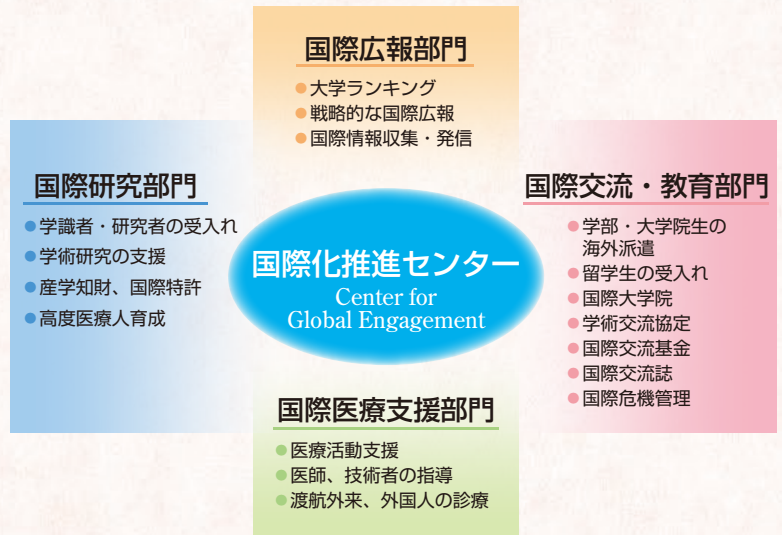 国際広報部門
●大学ランキング
●戦略的な国際広報
●国際情報収集・発信
国際研究部門
●学識者・研究者の受入れ
●学術研究の支援
●産学知財、国際特許
●高度医療人育成
国際化推進センター
Center for
Global Engagement
国際交流・教育部門
●学部・大学院生の
海外派遣
●留学生の受入れ
●国際大学院
●学術交流協定
●国際交流基金
●国際交流誌
●国際危機管理
国際医療支援部門
●医療活動支援
●医師、技術者の指導
●渡航外来、外国人の診療